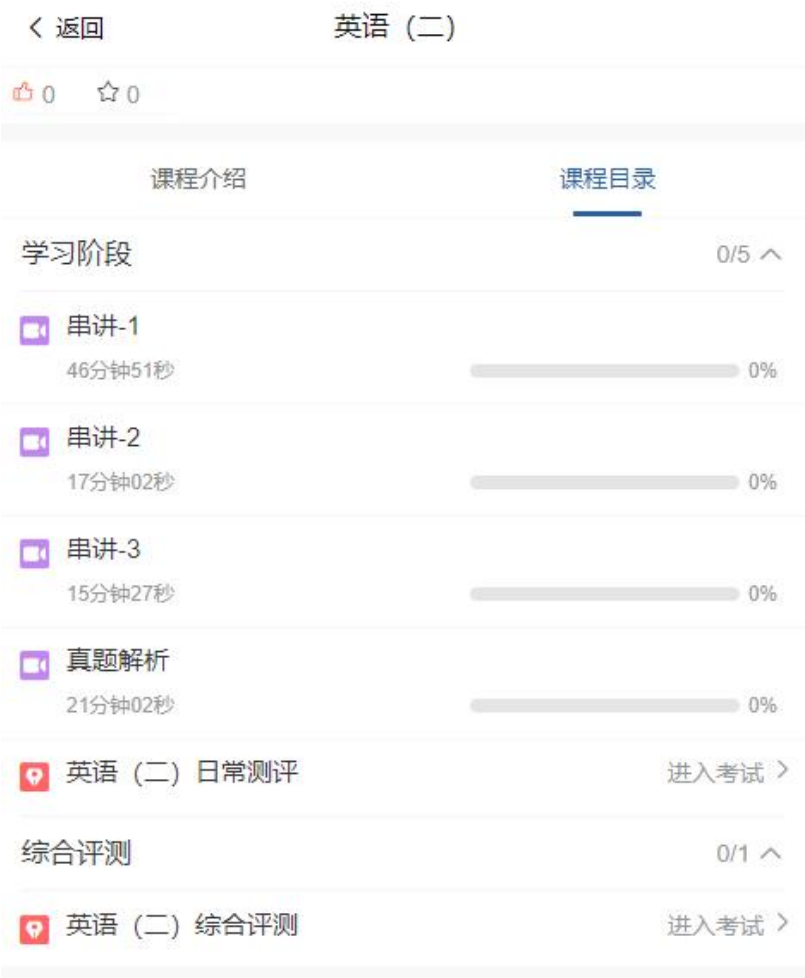 返回 英语（二）
0 0
课程介绍 课程目录
学习阶段 0/5
串讲-1
46分钟51秒 0%
串讲-2
17分钟02秒 0%
串讲-3
15分钟27秒 0%
真题解析
21分钟02秒 0%
英语（二）日常测评 进入考试
综合评测 0/1
英语（二）综合评测 进入考试